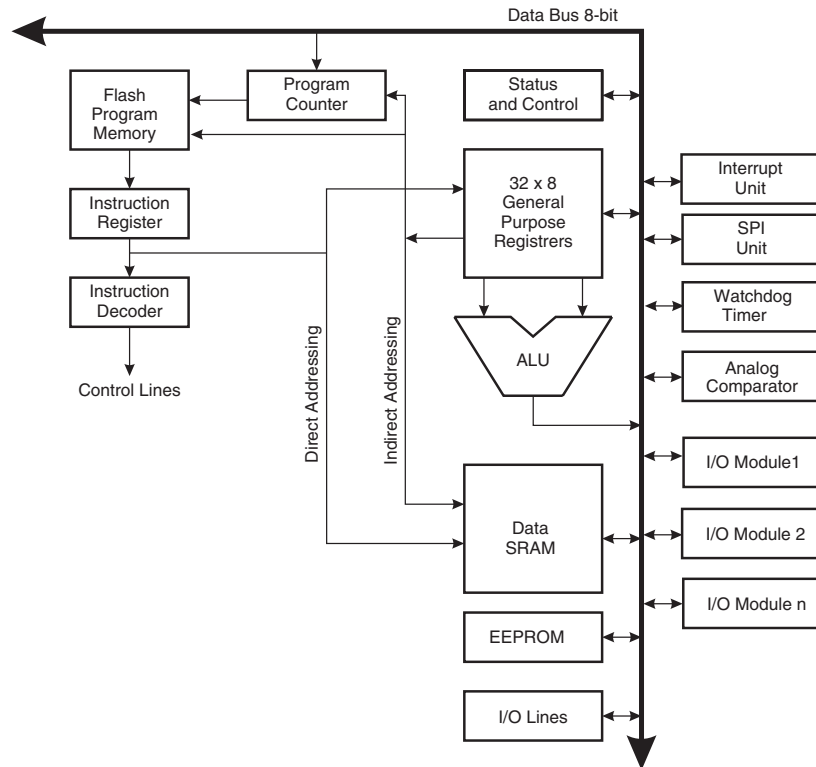 Data Bus 8-bit
Flash
Program
Memory
Program
Counter
Status
and Control
Instruction
Register
32 x 8
General
Purpose
Registrers
Interrupt
Unit
SPI
Unit
Instruction
Decoder
Watchdog
Timer
ALU
Analog
Comparator
Control Lines
Direct Addressing
Indirect Addressing
I/O Module1
Data
SRAM
I/O Module 2
I/O Module n
EEPROM
I/O Lines